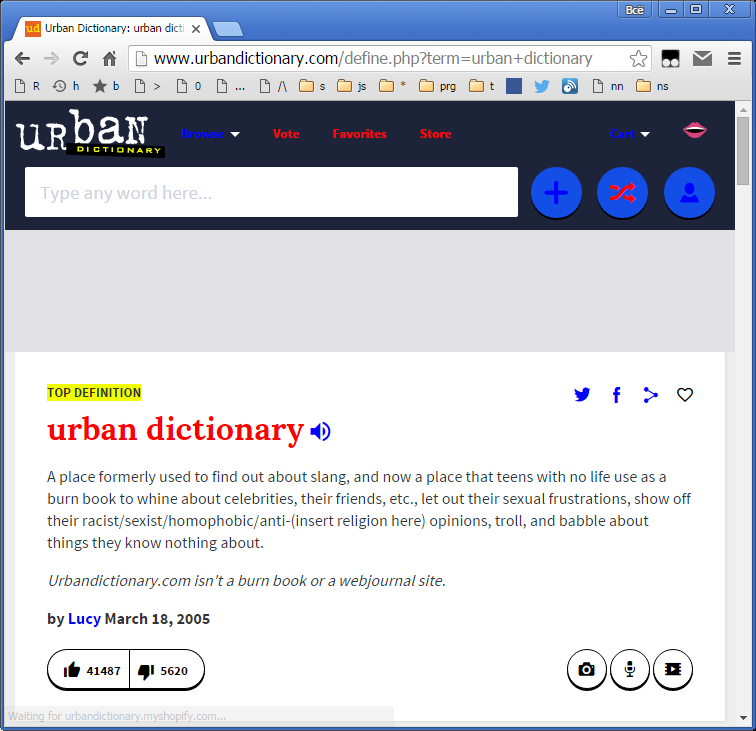 Всё
ud Urban Dictionary: urban dicti
www.urbandictionary.com/define.php?term=urban+dictionary
R h b > 0 ... /\ s js * prg t nn ns
urban
DICTIONARY
Browse Vote Favorites Store Cart
Type any word here...
TOP DEFINITION
urban dictionary
A place formerly used to find out about slang, and now a place that teens with no life use as a
burn book to whine about celebrities, their friends, etc., let out their sexual frustrations, show off
their racist/sexist/homophobic/anti-(insert religion here) opinions, troll, and babble about
things they know nothing about.
Urbandictionary.com isn't a burn book or a webjournal site.
by Lucy March 18, 2005
41487 5620
Waiting for urbandictionary.myshopify.com...